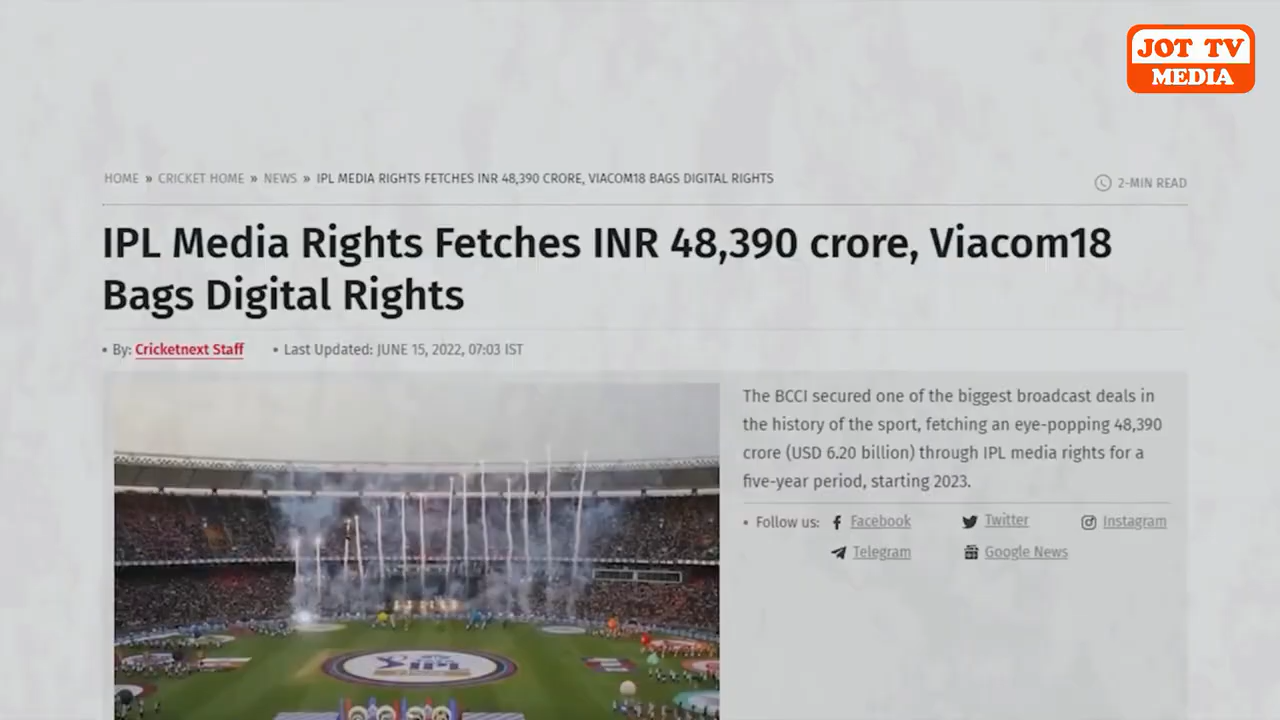 JOT TV
MEDIA
HOME » CRICKET HOME » NEWS » IPL MEDIA RIGHTS FETCHES INR 48,390 CRORE, VIACOM18 BAGS DIGITAL RIGHTS
2-MIN READ
IPL Media Rights Fetches INR 48,390 crore, Viacom18
Bags Digital Rights
• By: Cricketnext Staff • Last Updated: JUNE 15, 2022, 07:03 IST
The BCCI secured one of the biggest broadcast deals in
the history of the sport, fetching an eye-popping 48,390
crore (USD 6.20 billion) through IPL media rights for a
five-year period, starting 2023.
• Follow us: Facebook Twitter Instagram
Telegram Google News
IPL